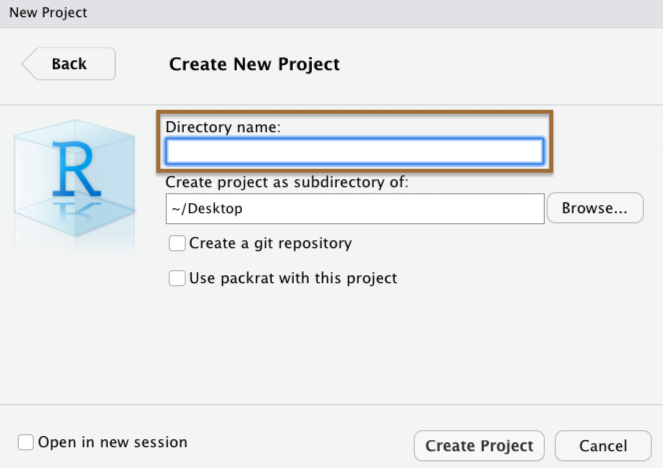 New Project
Back
Create New Project
R
Directory name:
Create project as subdirectory of:
~/Desktop
Browse...
Create a git repository
Use packrat with this project
Open in new session
Create Project
Cancel